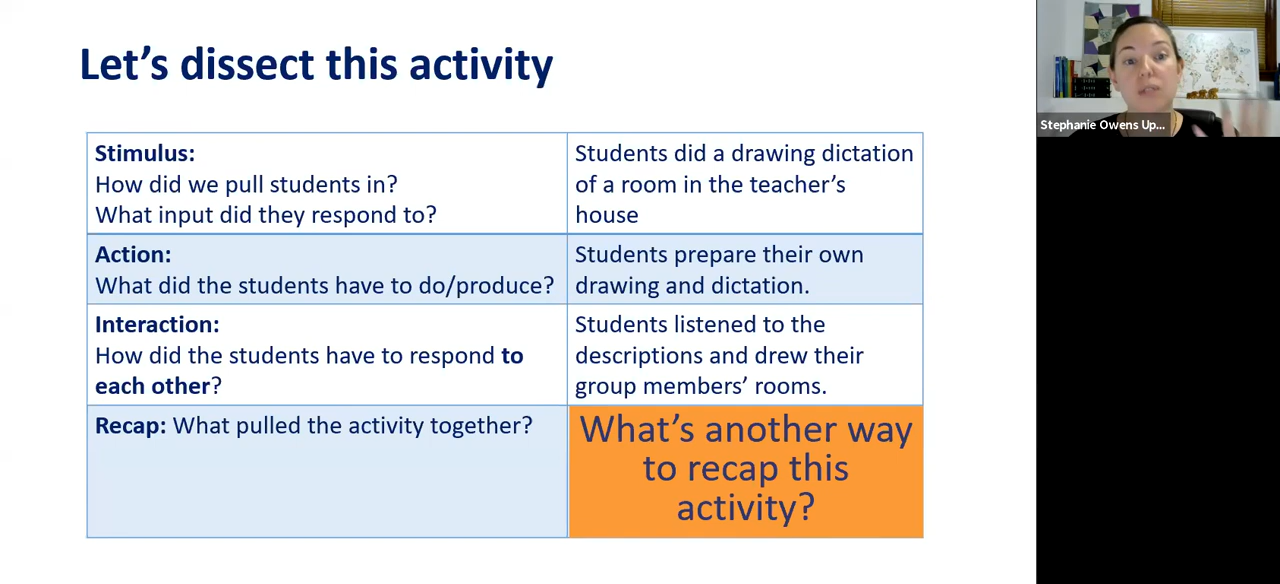 Let's dissect this activity
Stimulus:
How did we pull students in?
What input did they respond to?
Students did a drawing dictation
of a room in the teacher's
house
Action:
What did the students have to do/produce?
Students prepare their own
drawing and dictation.
Interaction:
How did the students have to respond to
each other?
Students listened to the
descriptions and drew their
group members' rooms.
Recap: What pulled the activity together?
What's another way
to recap this
activity?
Stephanie Owens Up...